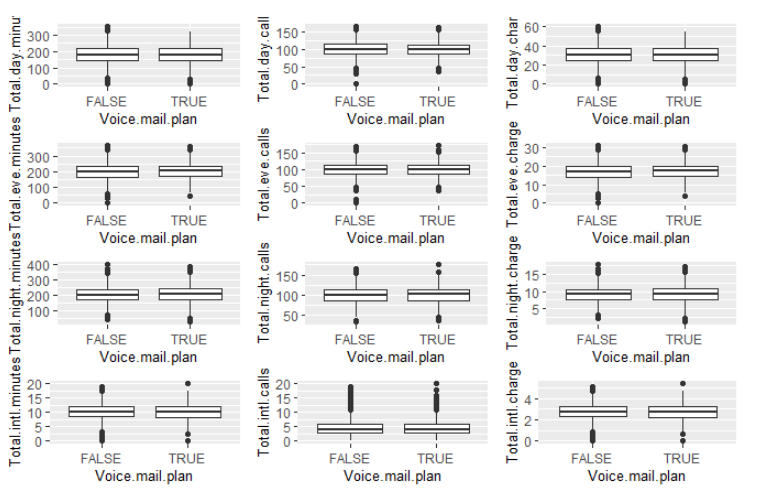 Total.day.minu
300
200
100
0
FALSE TRUE
Voice.mail.plan
Total.day.calls
150
100
50
0
FALSE TRUE
Voice.mail.plan
Total.day.char
60
40
20
0
FALSE TRUE
Voice.mail.plan
Total.eve.minutes
300
200
100
0
FALSE TRUE
Voice.mail.plan
Total.eve.calls
150
100
50
0
FALSE TRUE
Voice.mail.plan
Total.eve.charge
30
20
10
0
FALSE TRUE
Voice.mail.plan
Total.night.minutes
400
300
200
100
FALSE TRUE
Voice.mail.plan
Total.night.calls
150
100
50
FALSE TRUE
Voice.mail.plan
Total.night.charge
15
10
5
FALSE TRUE
Voice.mail.plan
Total.intl.minutes
20
15
10
5
0
FALSE TRUE
Voice.mail.plan
Total.intl.calls
20
15
10
5
0
FALSE TRUE
Voice.mail.plan
Total.intl.charge
4
2
0
FALSE TRUE
Voice.mail.plan